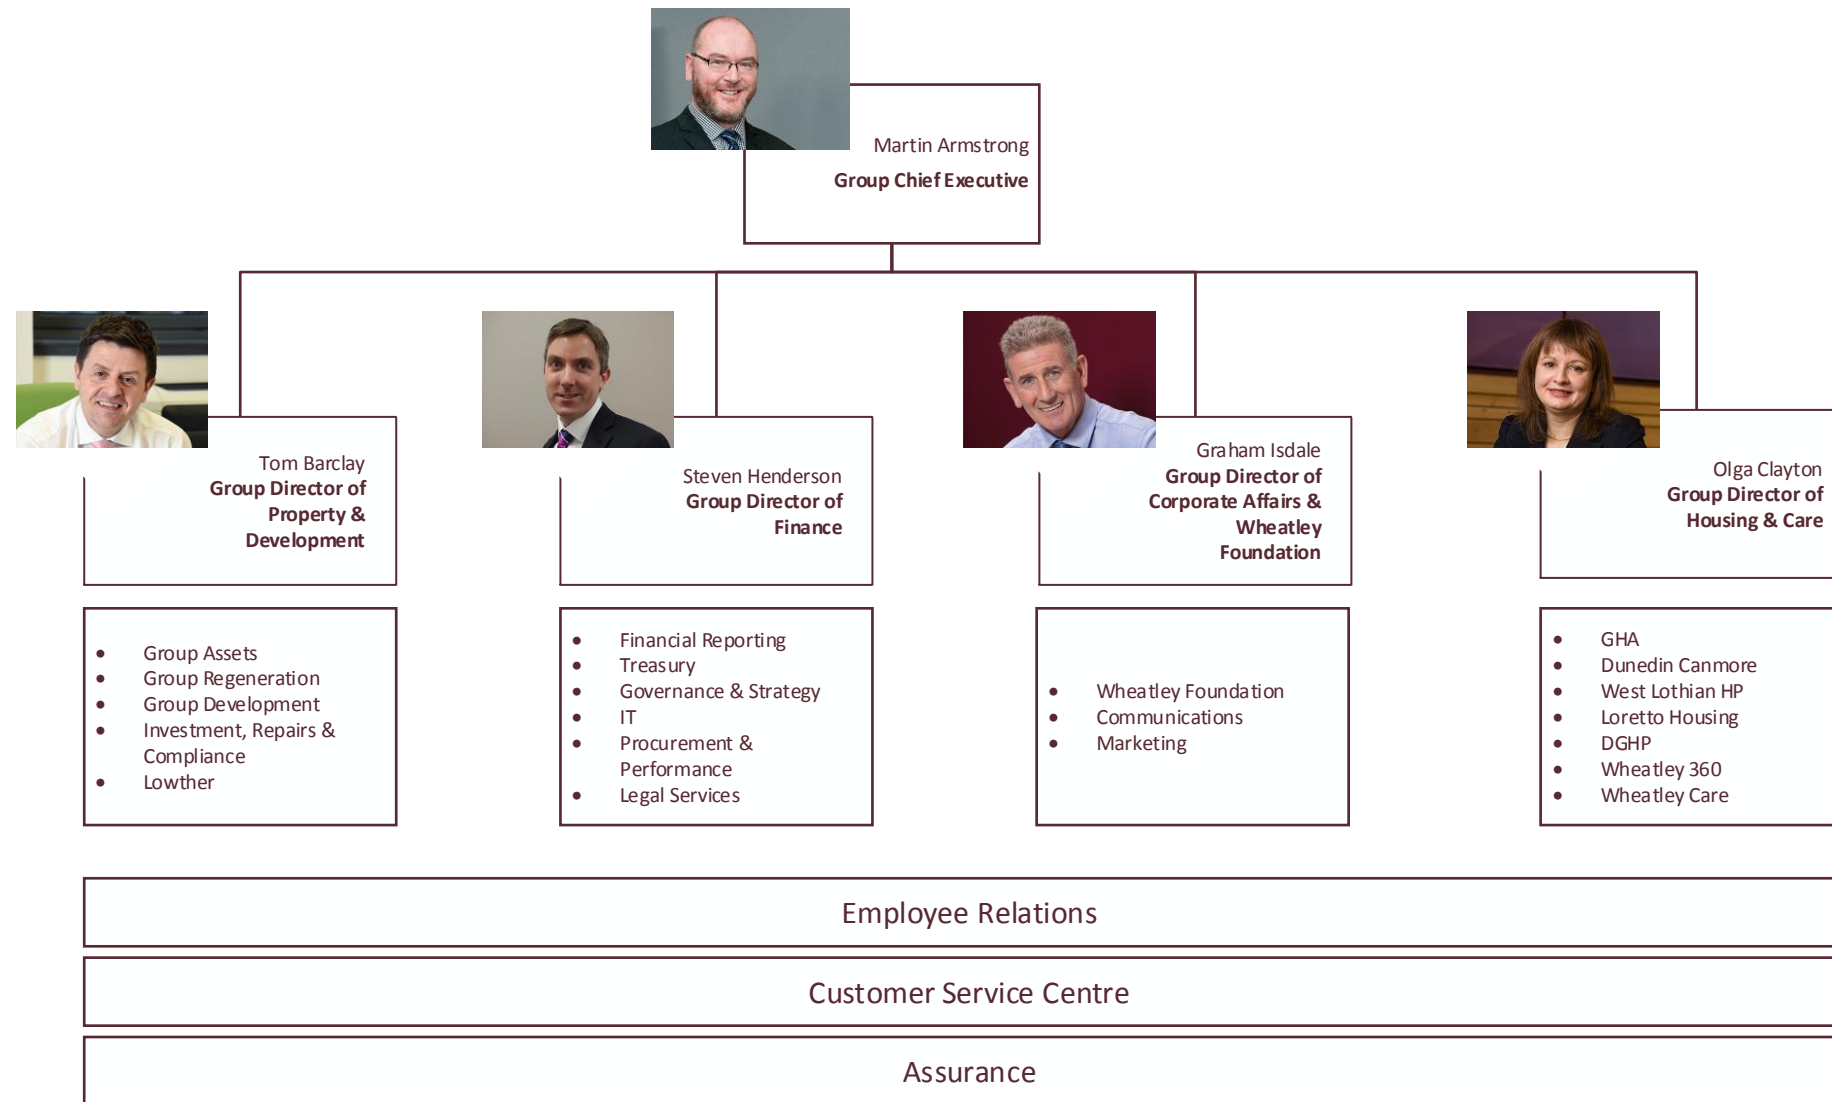 Martin Armstrong
Group Chief Executive
Tom Barclay
Group Director of
Property &
Development
Steven Henderson
Group Director of
Finance
Graham Isdale
Group Director of
Corporate Affairs &
Wheatley
Foundation
Olga Clayton
Group Director of
Housing & Care
• Group Assets
• Group Regeneration
• Group Development
• Investment, Repairs &
Compliance
• Lowther
• Financial Reporting
• Treasury
• Governance & Strategy
• IT
• Procurement &
Performance
• Legal Services
• Wheatley Foundation
• Communications
• Marketing
• GHA
• Dunedin Canmore
• West Lothian HP
• Loretto Housing
• DGHP
• Wheatley 360
• Wheatley Care
Employee Relations
Customer Service Centre
Assurance